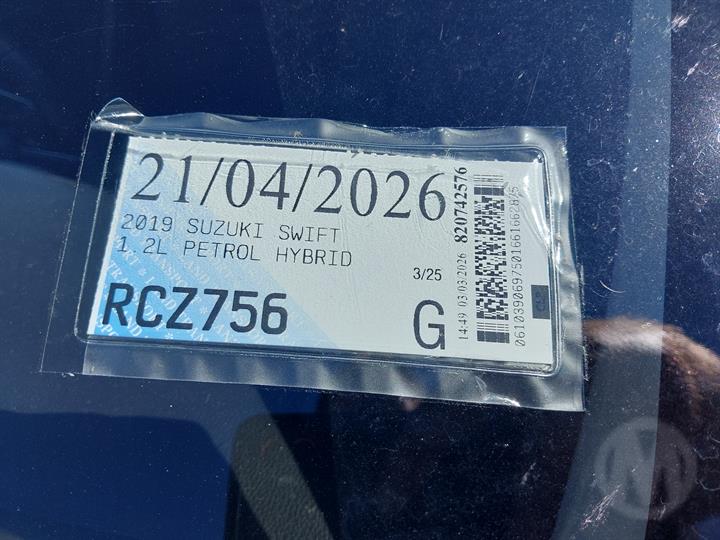 21/04/2026
2019 SUZUKI SWIFT
1.2L PETROL HYBRID
3/25
RCZ756
G
14:49 03/03/2026 820742576
M